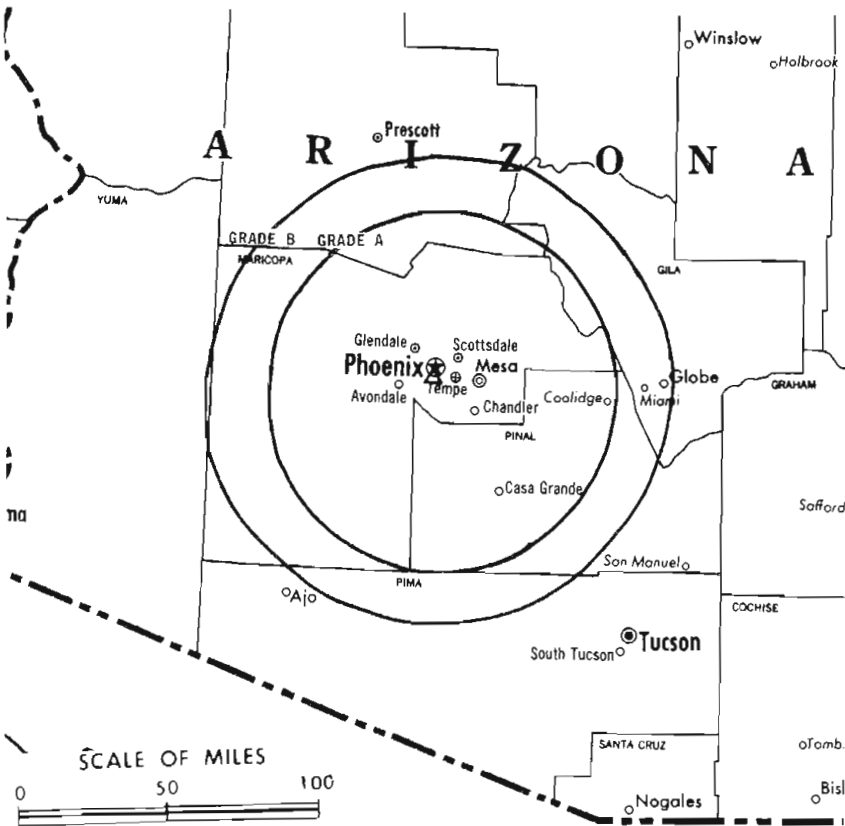 Winslow
Holbrook
Prescott
A R I Z O N A
YUMA
GRADE B GRADE A
MARICOPA
GILA
Glendale
Scottsdale
Phoenix
Mesa
Tempe
Globe
Miami
GRAHAM
Avondale
Chandler
Coolidge
PINAL
Casa Grande
Safford
ma
San Manuel
PIMA
Ajo
COCHISE
Tucson
South Tucson
SANTA CRUZ
Tomb.
SCALE OF MILES
0 50 100
Nogales
Bis